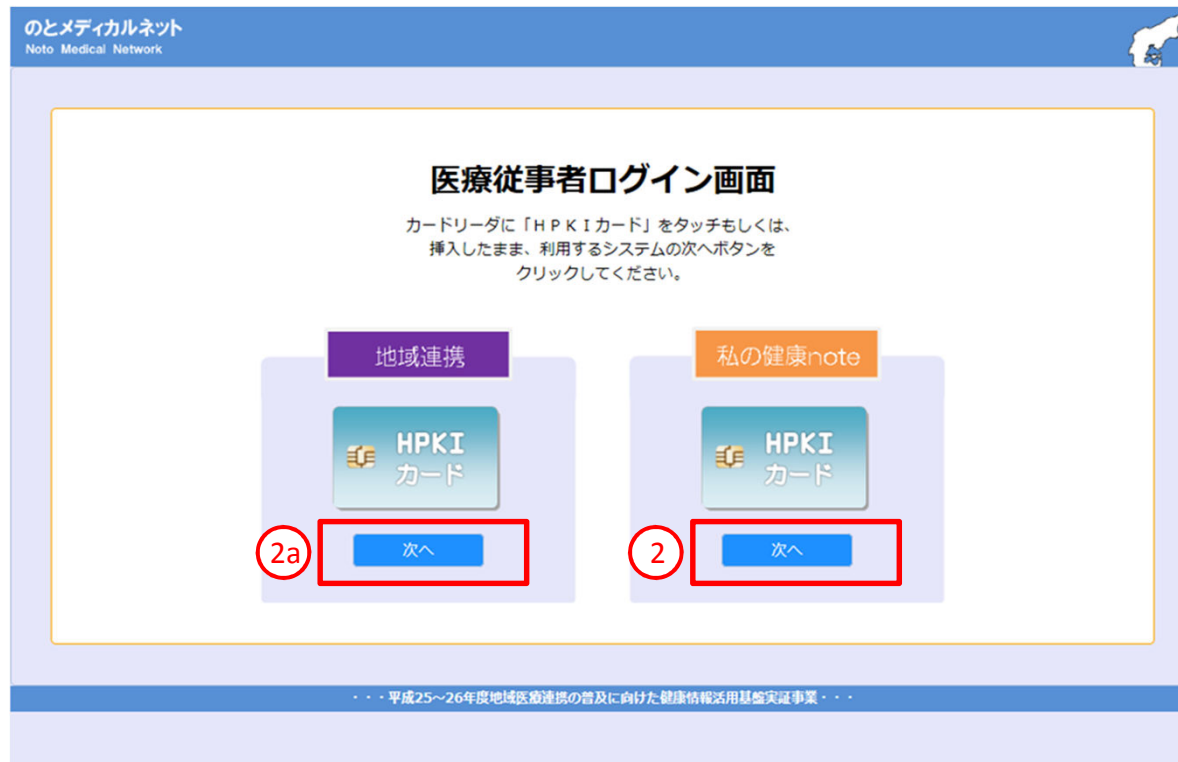 のとメディカルネット
Noto Medical Network
医療従事者ログイン画面
カードリーダに「ＨＰＫＩカード」をタッチもしくは、
挿入したまま、利用するシステムの次へボタンを
クリックしてください。
地域連携
HPKI
カード
2a
次へ
私の健康note
HPKI
カード
2
次へ
・・・平成25～26年度地域医療連携の普及に向けた健康情報活用基盤実証事業・・・